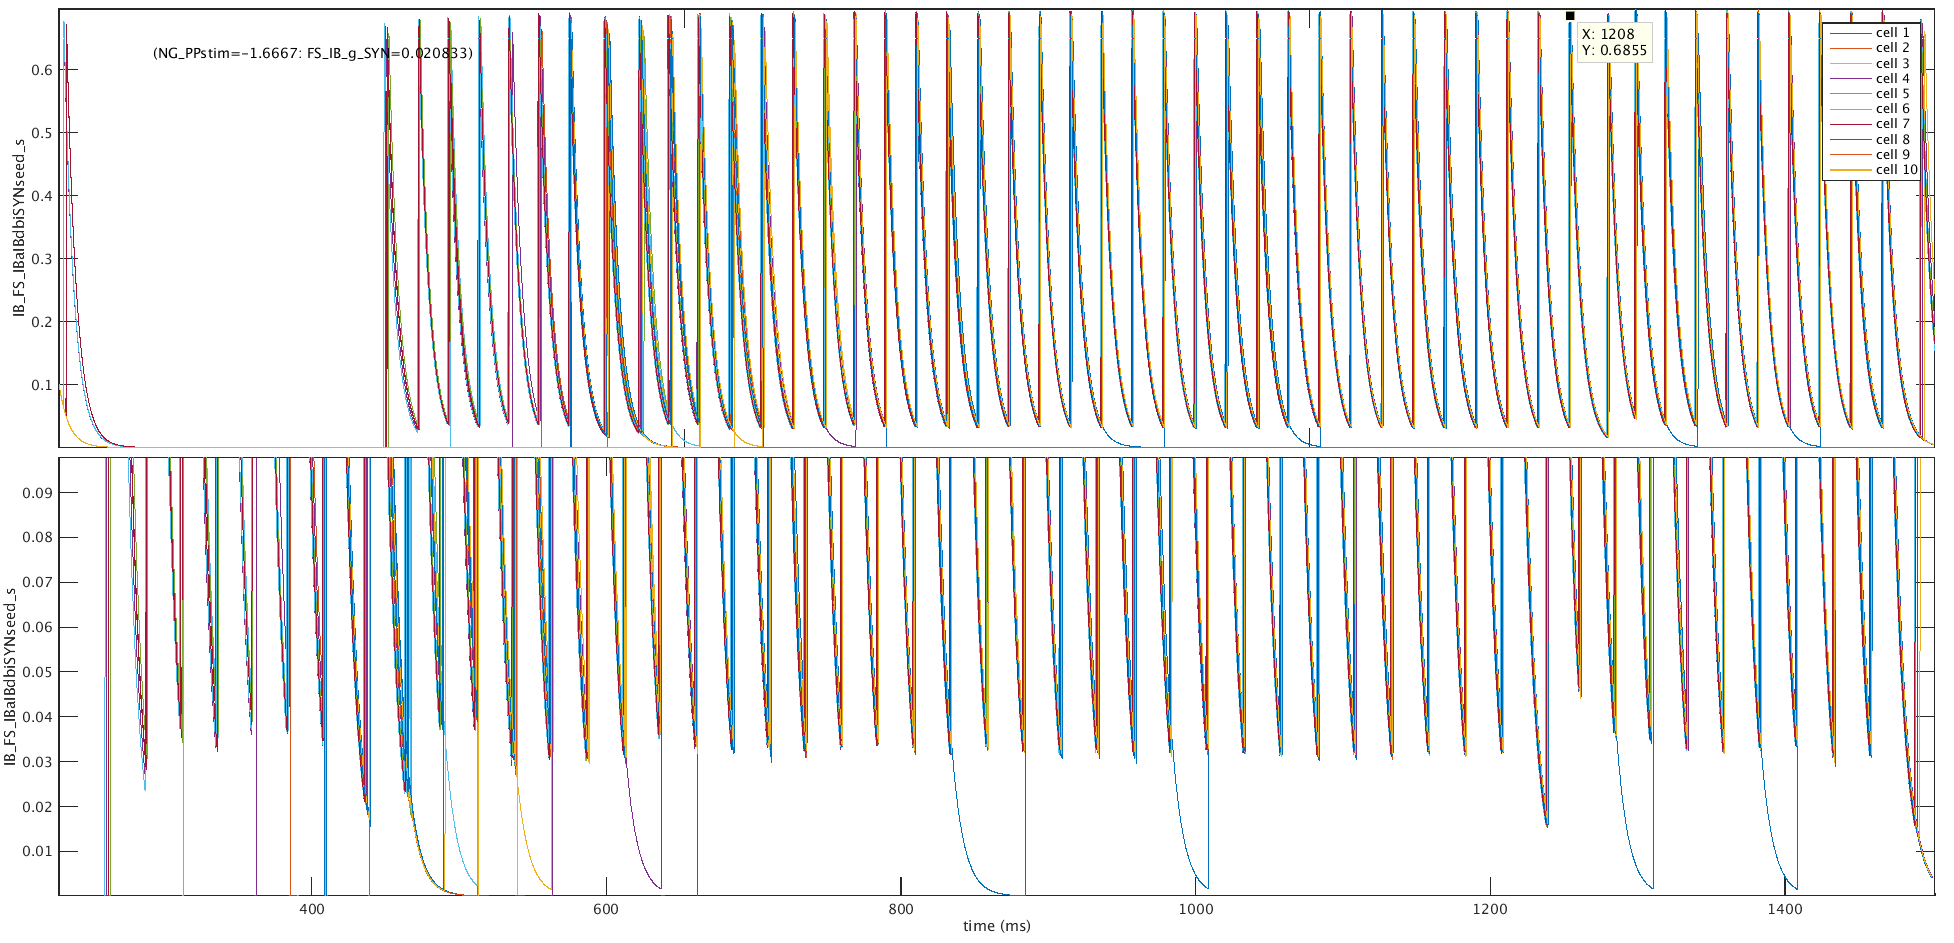 (NG_PPstim=-1.6667: FS_IB_g_SYN=0.020833)
X: 1208
Y: 0.6855
cell 1
cell 2
cell 3
cell 4
cell 5
cell 6
cell 7
cell 8
cell 9
cell 10
IB_FS_IBaIBdbiSYNseed_s
0.6
0.5
0.4
0.3
0.2
0.1
IB_FS_IBaIBdbiSYNseed_s
0.09
0.08
0.07
0.06
0.05
0.04
0.03
0.02
0.01
400
600
800
1000
1200
1400
time (ms)